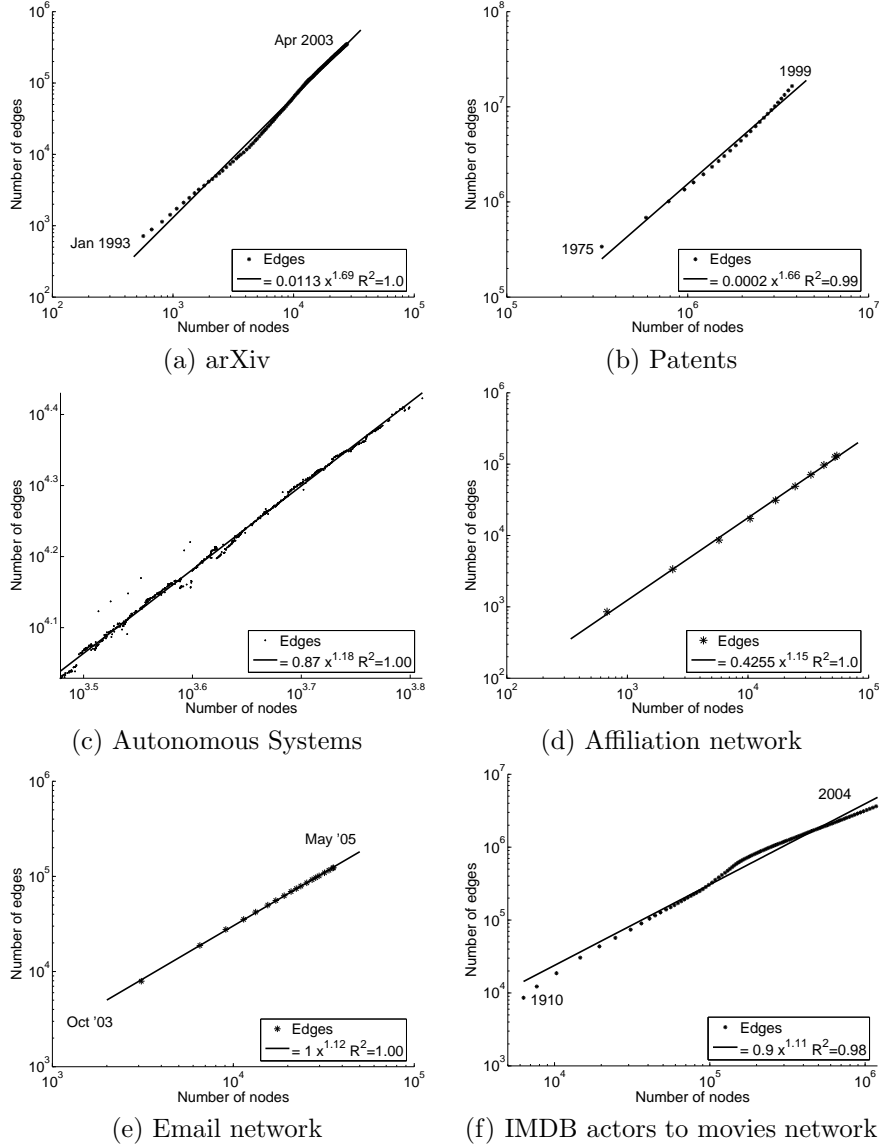 10^6
10^5
10^4
10^3
10^2
10^2 10^3 10^4 10^5
Number of edges
Number of nodes
Apr 2003
Jan 1993
Edges
= 0.0113 x^1.69 R^2=1.0
(a) arXiv
10^8
10^7
10^6
10^5
10^5 10^6 10^7
Number of edges
Number of nodes
1999
1975
Edges
= 0.0002 x^1.66 R^2=0.99
(b) Patents
10^4.4
10^4.3
10^4.2
10^4.1
10^3.5 10^3.6 10^3.7 10^3.8
Number of edges
Number of nodes
Edges
= 0.87 x^1.18 R^2=1.00
(c) Autonomous Systems
10^6
10^5
10^4
10^3
10^2
10^2 10^3 10^4 10^5
Number of edges
Number of nodes
Edges
= 0.4255 x^1.15 R^2=1.0
(d) Affiliation network
10^6
10^5
10^4
10^3
10^3 10^4 10^5
Number of edges
Number of nodes
May '05
Oct '03
Edges
= 1 x^1.12 R^2=1.00
(e) Email network
10^7
10^6
10^5
10^4
10^3
10^4 10^5 10^6
Number of edges
Number of nodes
2004
1910
Edges
= 0.9 x^1.11 R^2=0.98
(f) IMDB actors to movies network